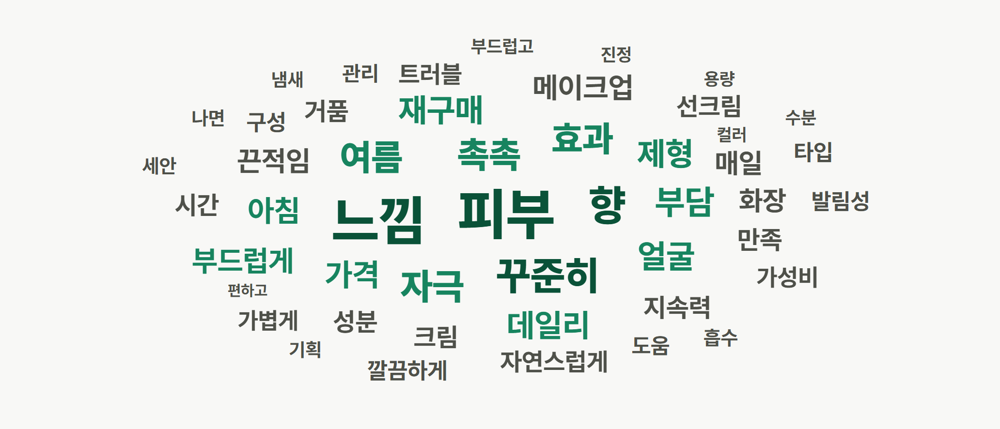 부드럽고
진정
냄새 관리 트러블 메이크업 용량
나면 구성 거품 재구매 선크림 수분
세안 끈적임 여름 촉촉 효과 제형 컬러 매일 타입
시간 아침 느낌 피부 향 부담 화장 발림성
부드럽게 가격 자극 꾸준히 얼굴 만족 가성비
편하고
가볍게 성분 크림 데일리 지속력
기획 깔끔하게 자연스럽게 도움 흡수